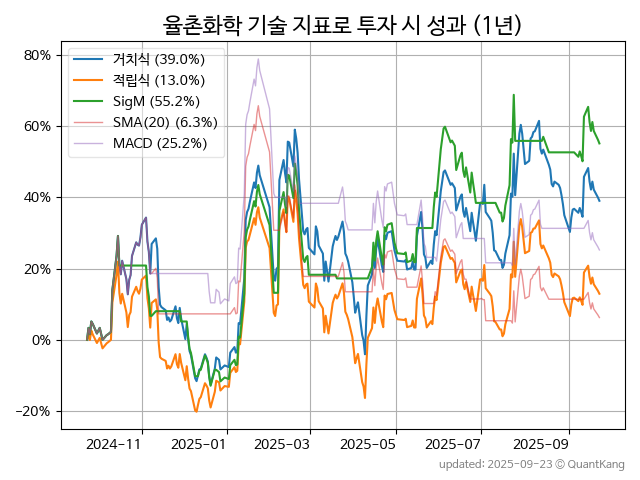 율촌화학 기술 지표로 투자 시 성과 (1년)
거치식 (39.0%)
적립식 (13.0%)
SigM (55.2%)
SMA(20) (6.3%)
MACD (25.2%)
80%
60%
40%
20%
0%
−20%
2024-11
2025-01
2025-03
2025-05
2025-07
2025-09
updated: 2025-09-23 © QuantKang